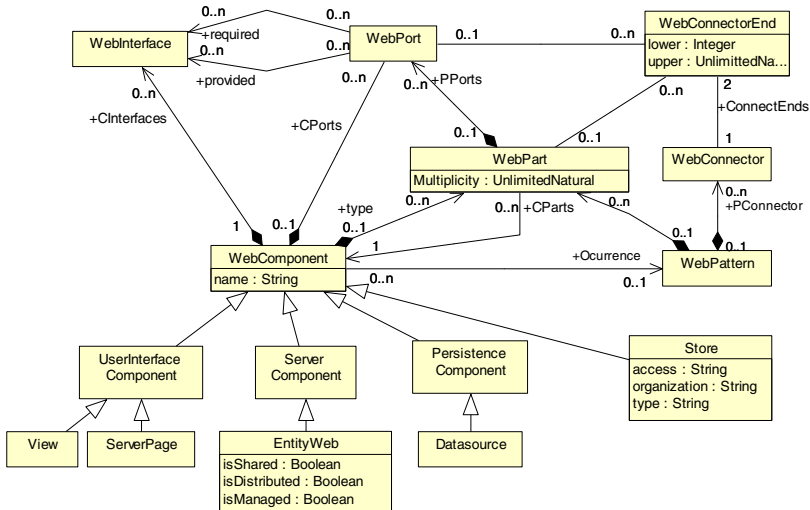 0..n
+required
0..n
WebInterface
0..n
+provided
0..n
0..n
WebPort
0..n
0..1
0..n
WebConnectorEnd
lower : Integer
upper : UnlimittedNa...
+PPorts
0..n
0..n
2
+ConnectEnds
0..n
+CInterfaces
+CPorts
0..1
0..1
1
WebPart
Multiplicity : UnlimitedNatural
WebConnector
+type
0..n
0..n
+CParts
0..n
0..n
+PConnector
1
0..1
0..1
1
0..1
0..1
WebComponent
name : String
+Ocurrence
0..n
0..1
WebPattern
UserInterface
Component
Server
Component
Persistence
Component
Store
access : String
organization : String
type : String
View
ServerPage
EntityWeb
isShared : Boolean
isDistributed : Boolean
isManaged : Boolean
Datasource